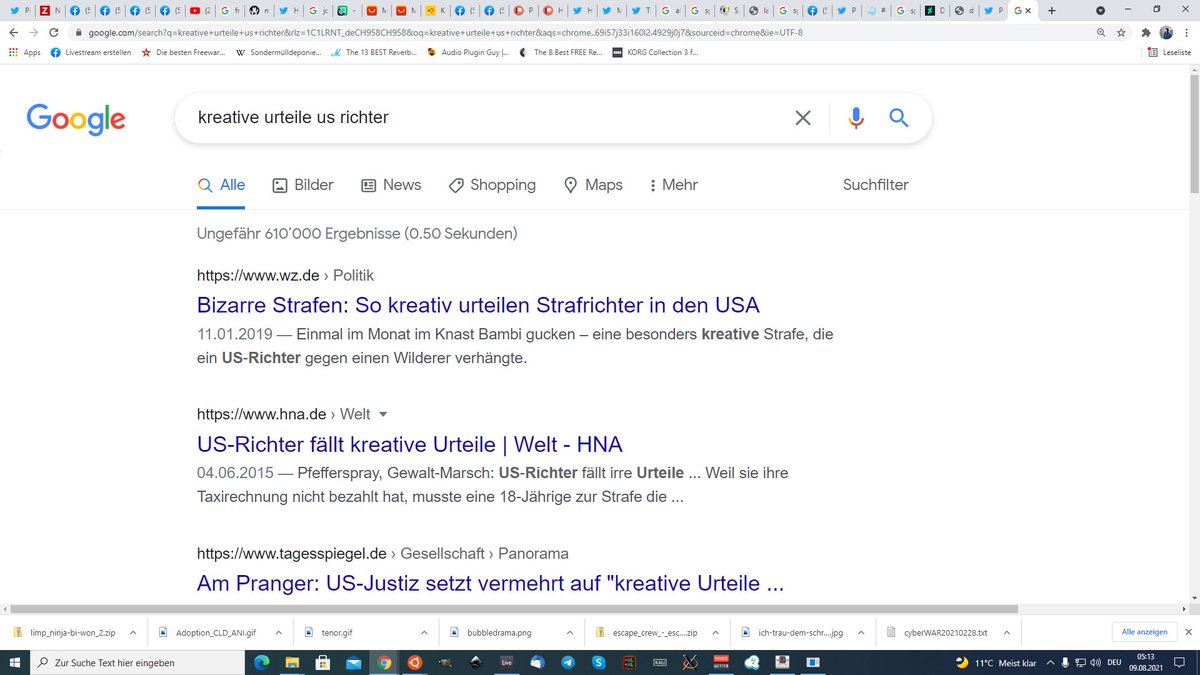 google.com/search?q=kreative+urteile+us+richter&rlz=1C1LRNT_deCH958CH958&oq=kreative+urteile+us+richter&aqs=chrome..69i57j33i160l2.4929j0j7&sourceid=chrome&ie=UTF-8
Apps Livestream erstellen Die besten Freewar... Sondermülldeponie... The 13 BEST Reverb... Audio Plugin Guy |... The 8 Best FREE Re... KORG Collection 3 f... Leseliste
Google
kreative urteile us richter
Alle Bilder News Shopping Maps Mehr Suchfilter
Ungefähr 610’000 Ergebnisse (0.50 Sekunden)
https://www.wz.de › Politik
Bizarre Strafen: So kreativ urteilen Strafrichter in den USA
11.01.2019 — Einmal im Monat im Knast Bambi gucken – eine besonders kreative Strafe, die
ein US-Richter gegen einen Wilderer verhängte.
https://www.hna.de › Welt
US-Richter fällt kreative Urteile | Welt - HNA
04.06.2015 — Pfefferspray, Gewalt-Marsch: US-Richter fällt irre Urteile ... Weil sie ihre
Taxirechnung nicht bezahlt hat, musste eine 18-Jährige zur Strafe die ...
https://www.tagesspiegel.de › Gesellschaft › Panorama
Am Pranger: US-Justiz setzt vermehrt auf "kreative Urteile ...
limp_ninja-bi-won_2.zip Adoption_CLD_ANI.gif tenor.gif bubbledrama.png escape_crew_-_esc....zip ich-trau-dem-schr....jpg cyberWAR20210228.txt Alle anzeigen
Zur Suche Text hier eingeben Live 11°C Meist klar DEU 05:13
09.08.2021